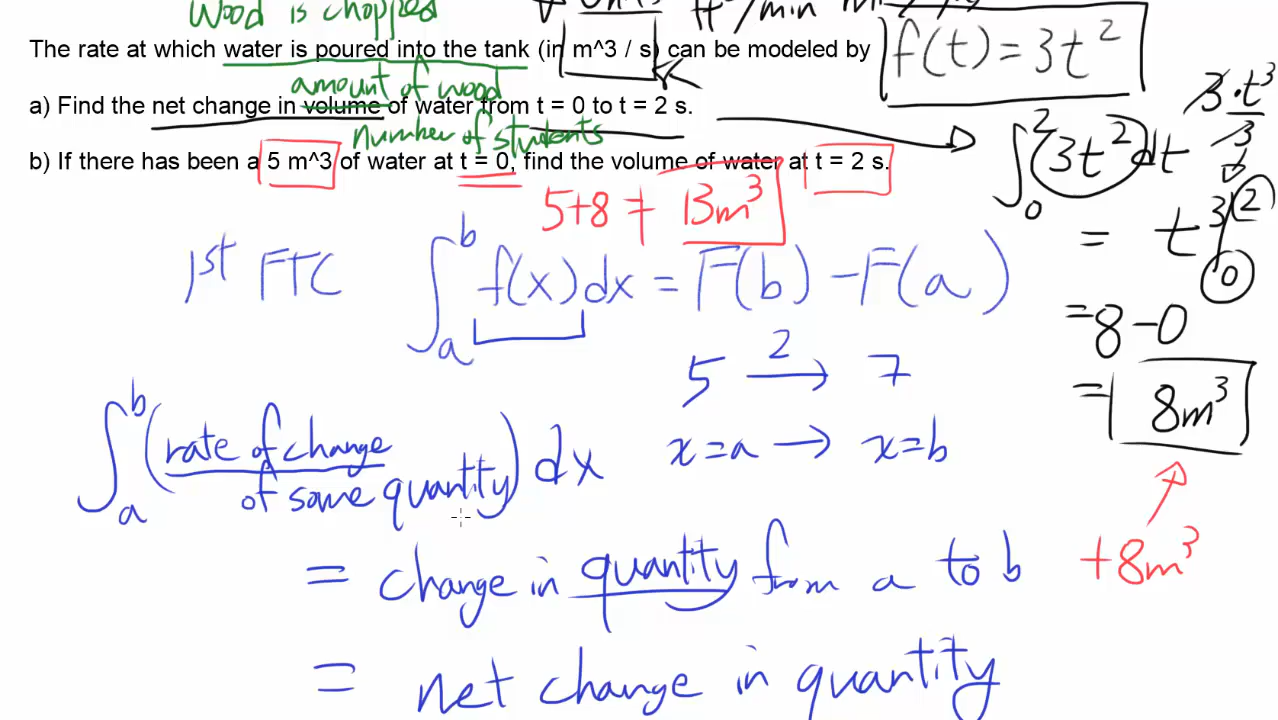 Wood is chopped
ft³/min
The rate at which water is poured into the tank (in m^3 / s) can be modeled by
f(t) = 3t²
amount of wood
a) Find the net change in volume of water from t = 0 to t = 2 s.
number of students
b) If there has been a 5 m^3 of water at t = 0, find the volume of water at t = 2 s.
∫₀² (3t²) dt
3·t³
3
= t³ |₀²
= 8 - 0
= 8m³
+8m³
5+8 = 13m³
1st FTC ∫ₐᵇ f(x) dx = F(b) - F(a)
5 →² 7
∫ₐᵇ (rate of change
of some quantity) dx
x=a → x=b
= change in quantity from a to b
= net change in quantity